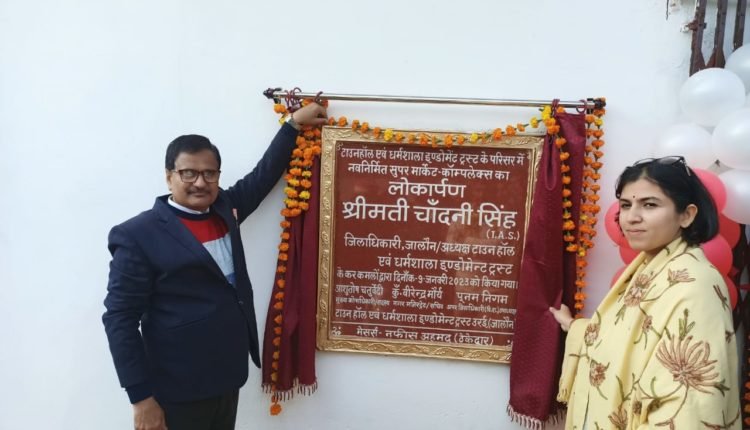 टाउनहॉल एवं धर्मशाला इण्डोमेंट ट्रस्ट के परिसर में
नवनिर्मित सुपर मार्केट-कॉम्पलेक्स का
लोकार्पण
श्रीमती चाँदनी सिंह
(I.A.S.)
जिलाधिकारी, जालौन/अध्यक्ष टाउन हॉल
एवं धर्मशाला इण्डोमेन्ट ट्रस्ट
के कर कमलों द्वारा दिनाँक-9 जनवरी 2023 को किया गया।
आशुतोष चतुर्वेदी कुँ. वीरेन्द्र मौर्य पूनम निगम
टाउन हॉल एवं धर्मशाला इण्डोमेन्ट ट्रस्ट उरई, (जालौन)
ॐ मैसर्स- नफीस अहमद (ठेकेदार)